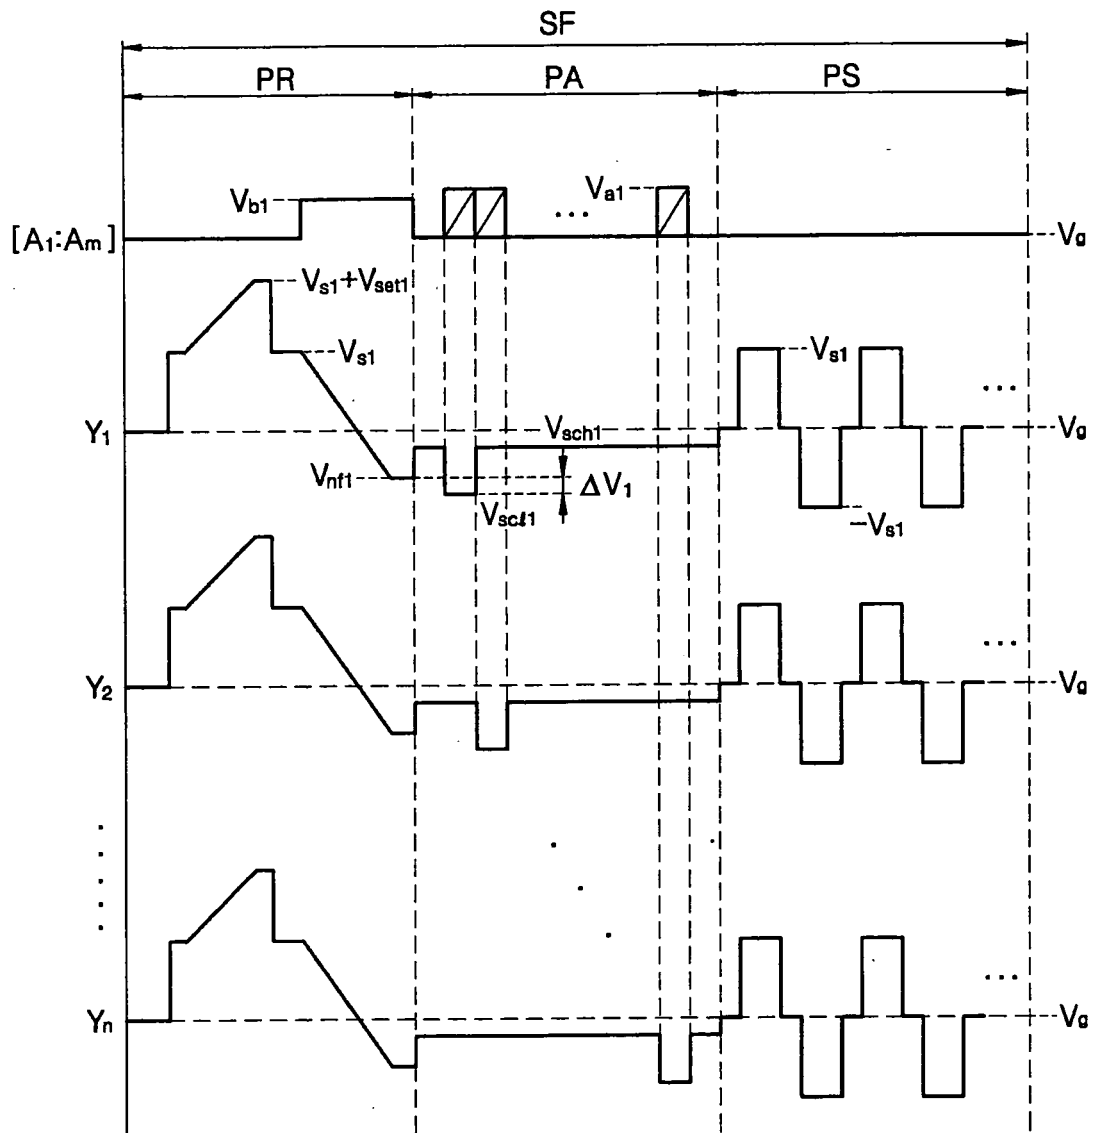 SF
PR PA PS
Vb1 Va1 ...
[A1:Am] Vg
Vs1+Vset1
Vs1 Vs1 ...
Y1 Vsch1 Vg
Vnf1 ΔV1
Vscℓ1 −Vs1
...
Y2 Vg
...
Yn Vg